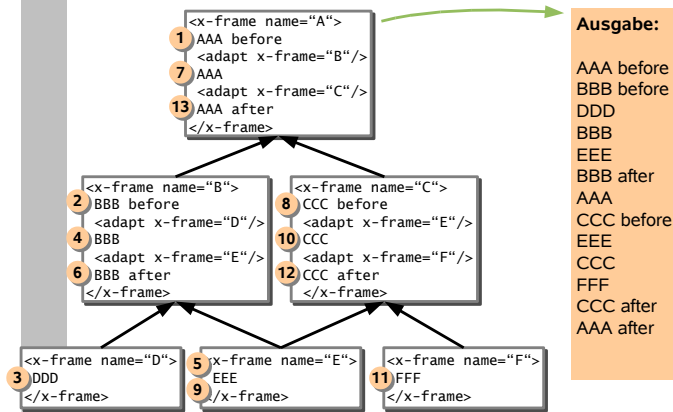 <x-frame name="A">
1 AAA before
<adapt x-frame="B"/>
7 AAA
<adapt x-frame="C"/>
13 AAA after
</x-frame>
<x-frame name="B">
2 BBB before
<adapt x-frame="D"/>
4 BBB
<adapt x-frame="E"/>
6 BBB after
</x-frame>
<x-frame name="C">
8 CCC before
<adapt x-frame="E"/>
10 CCC
<adapt x-frame="F"/>
12 CCC after
</x-frame>
<x-frame name="D">
3 DDD
</x-frame>
5 x-frame name="E">
EEE
9 </x-frame>
<x-frame name="F">
11 FFF
</x-frame>
Ausgabe:
AAA before
BBB before
DDD
BBB
EEE
BBB after
AAA
CCC before
EEE
CCC
FFF
CCC after
AAA after